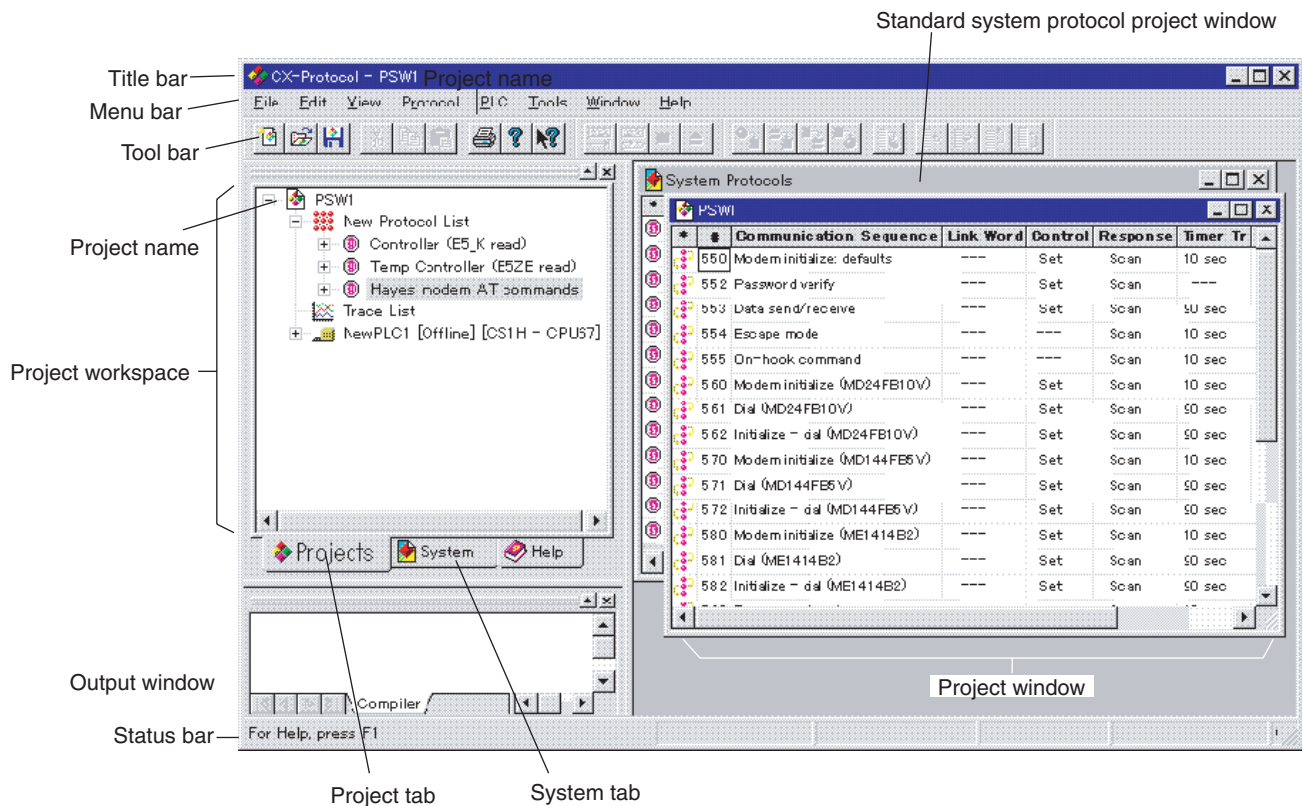 Standard system protocol project window
Title bar
CX-Protocol - PSW1
Project name
Menu bar
File Edit View Protocol PLC Tools Window Help
Tool bar
PSW1
New Protocol List
Controller (E5_K read)
Temp Controller (E5ZE read)
Hayes modem AT commands
Trace List
NewPLC1 [Offline] [CS1H - CPU67]
Project name
Project workspace
Projects System Help
System Protocols
PSW1
* # Communication Sequence Link Word Control Response Timer Tr
550 Modem initialize: defaults --- Set Scan 10 sec
552 Password verify --- Set Scan ---
553 Data send/receive --- Set Scan 90 sec
554 Escape mode --- --- Scan 10 sec
555 On-hook command --- --- Scan 10 sec
560 Modem initialize (MD24FB10V) --- Set Scan 10 sec
561 Dial (MD24FB10V) --- Set Scan 90 sec
562 Initialize - dial (MD24FB10V) --- Set Scan 90 sec
570 Modem initialize (MD144FB5V) --- Set Scan 10 sec
571 Dial (MD144FB5V) --- Set Scan 90 sec
572 Initialize - dial (MD144FB5V) --- Set Scan 90 sec
580 Modem initialize (ME1414B2) --- Set Scan 10 sec
581 Dial (ME1414B2) --- Set Scan 90 sec
582 Initialize - dial (ME1414B2) --- Set Scan 90 sec
Project window
Output window
Compiler
Status bar
For Help, press F1
Project tab
System tab